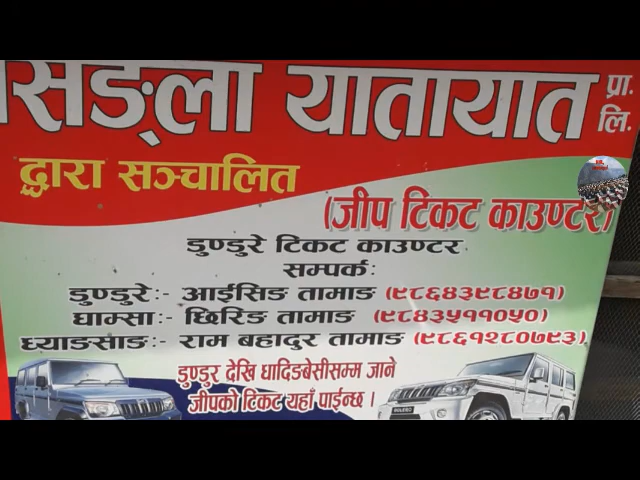 सिङ्ला यातायात प्रा. लि.
द्वारा सञ्चालित
(जीप टिकट काउण्टर)
डुण्डुरे टिकट काउण्टर
सम्पर्क:
डुण्डुरे:- आईसिङ तामाङ (९८६४३९८४७१)
घाम्सा:- छिरिङ तामाङ (९८४३५११०५०)
ध्याङसाङ:- राम बहादुर तामाङ (९८६१२८०७९३)
डुण्डुर देखि धादिङबेसीसम्म जाने
जीपको टिकट यहाँ पाईन्छ ।